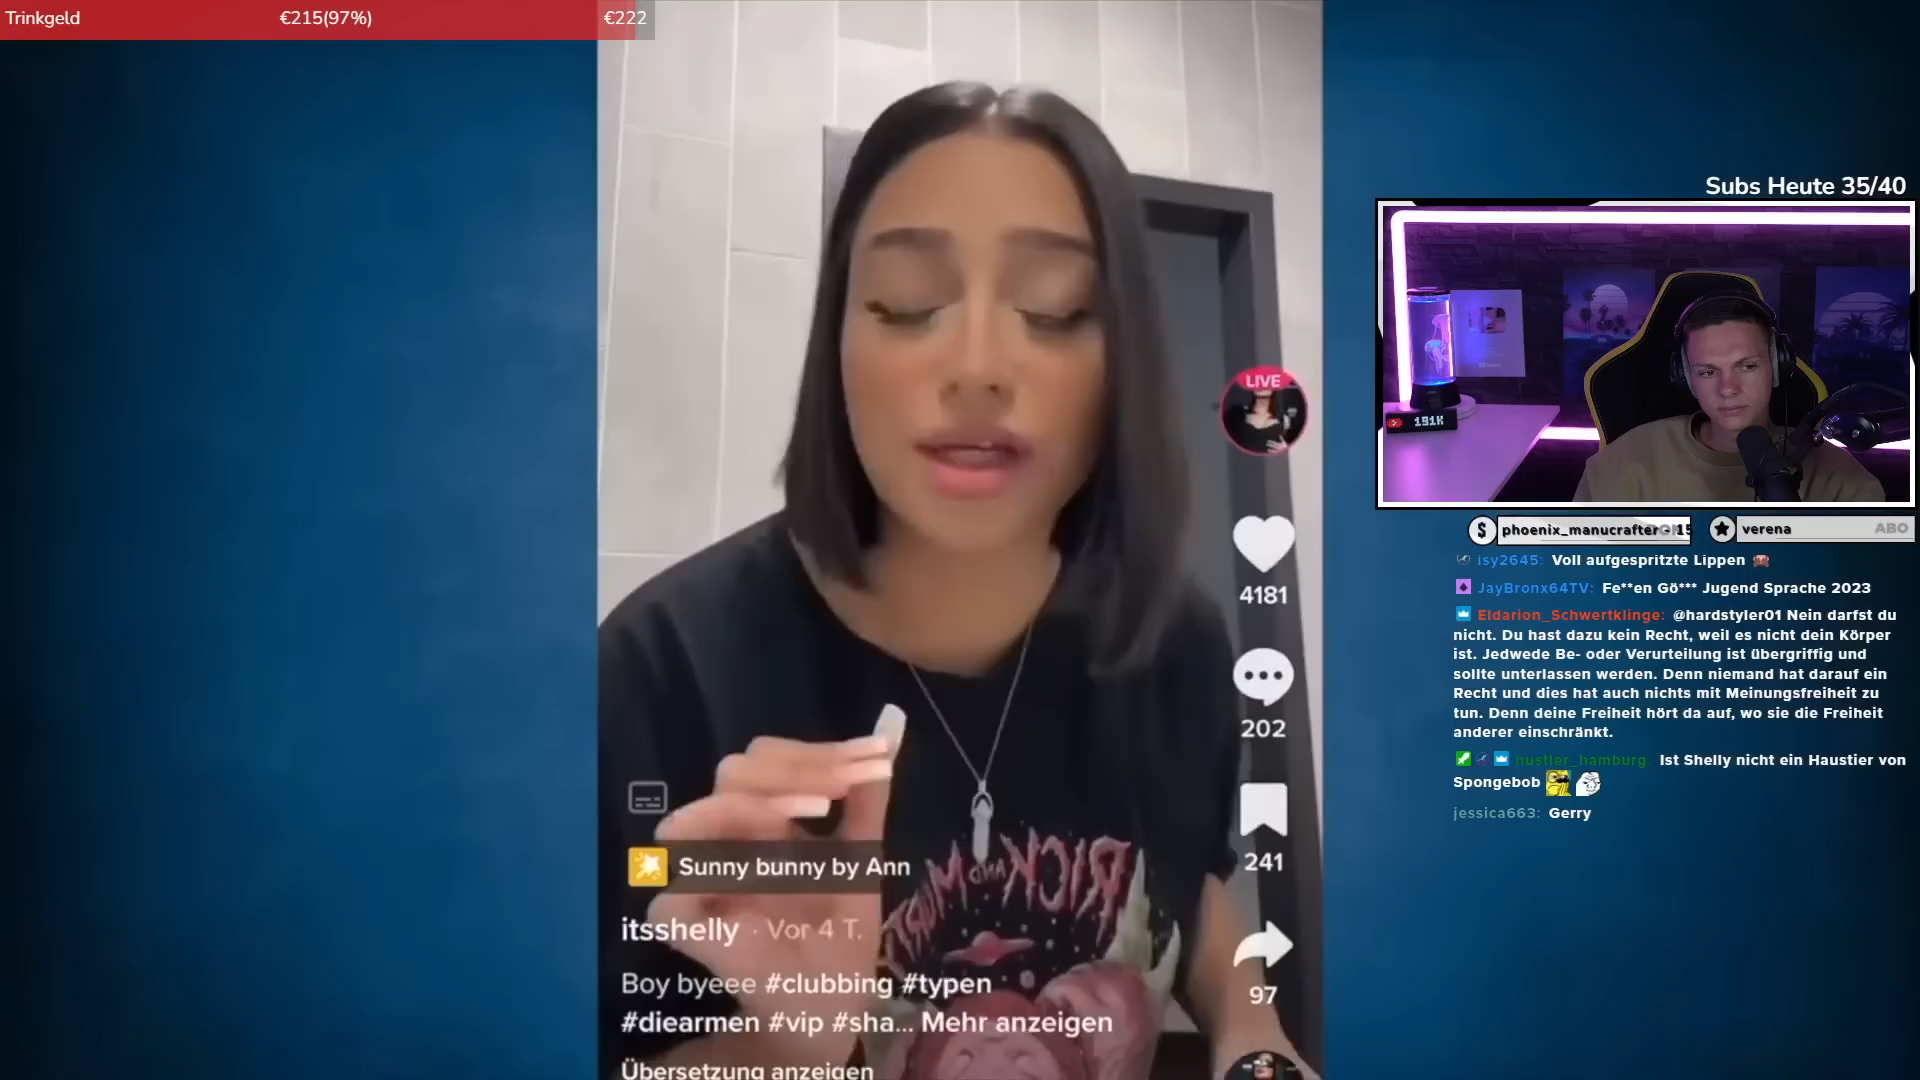 Trinkgeld €215(97%) €222
Subs Heute 35/40
LIVE
191K
4181
202
241
97
RICK AND MORTY
Sunny bunny by Ann
itsshelly · Vor 4 T.
Boy byeee #clubbing #typen
#diearmen #vip #sha... Mehr anzeigen
Übersetzung anzeigen
phoenix_manucrafter - 15
verena ABO
isy2645: Voll aufgespritzte Lippen
JayBronx64TV: Fe**en Gö*** Jugend Sprache 2023
Eldarion_Schwertklinge: @hardstyler01 Nein darfst du
nicht. Du hast dazu kein Recht, weil es nicht dein Körper
ist. Jedwede Be- oder Verurteilung ist übergriffig und
sollte unterlassen werden. Denn niemand hat darauf ein
Recht und dies hat auch nichts mit Meinungsfreiheit zu
tun. Denn deine Freiheit hört da auf, wo sie die Freiheit
anderer einschränkt.
hustler_hamburg: Ist Shelly nicht ein Haustier von
Spongebob
jessica663: Gerry